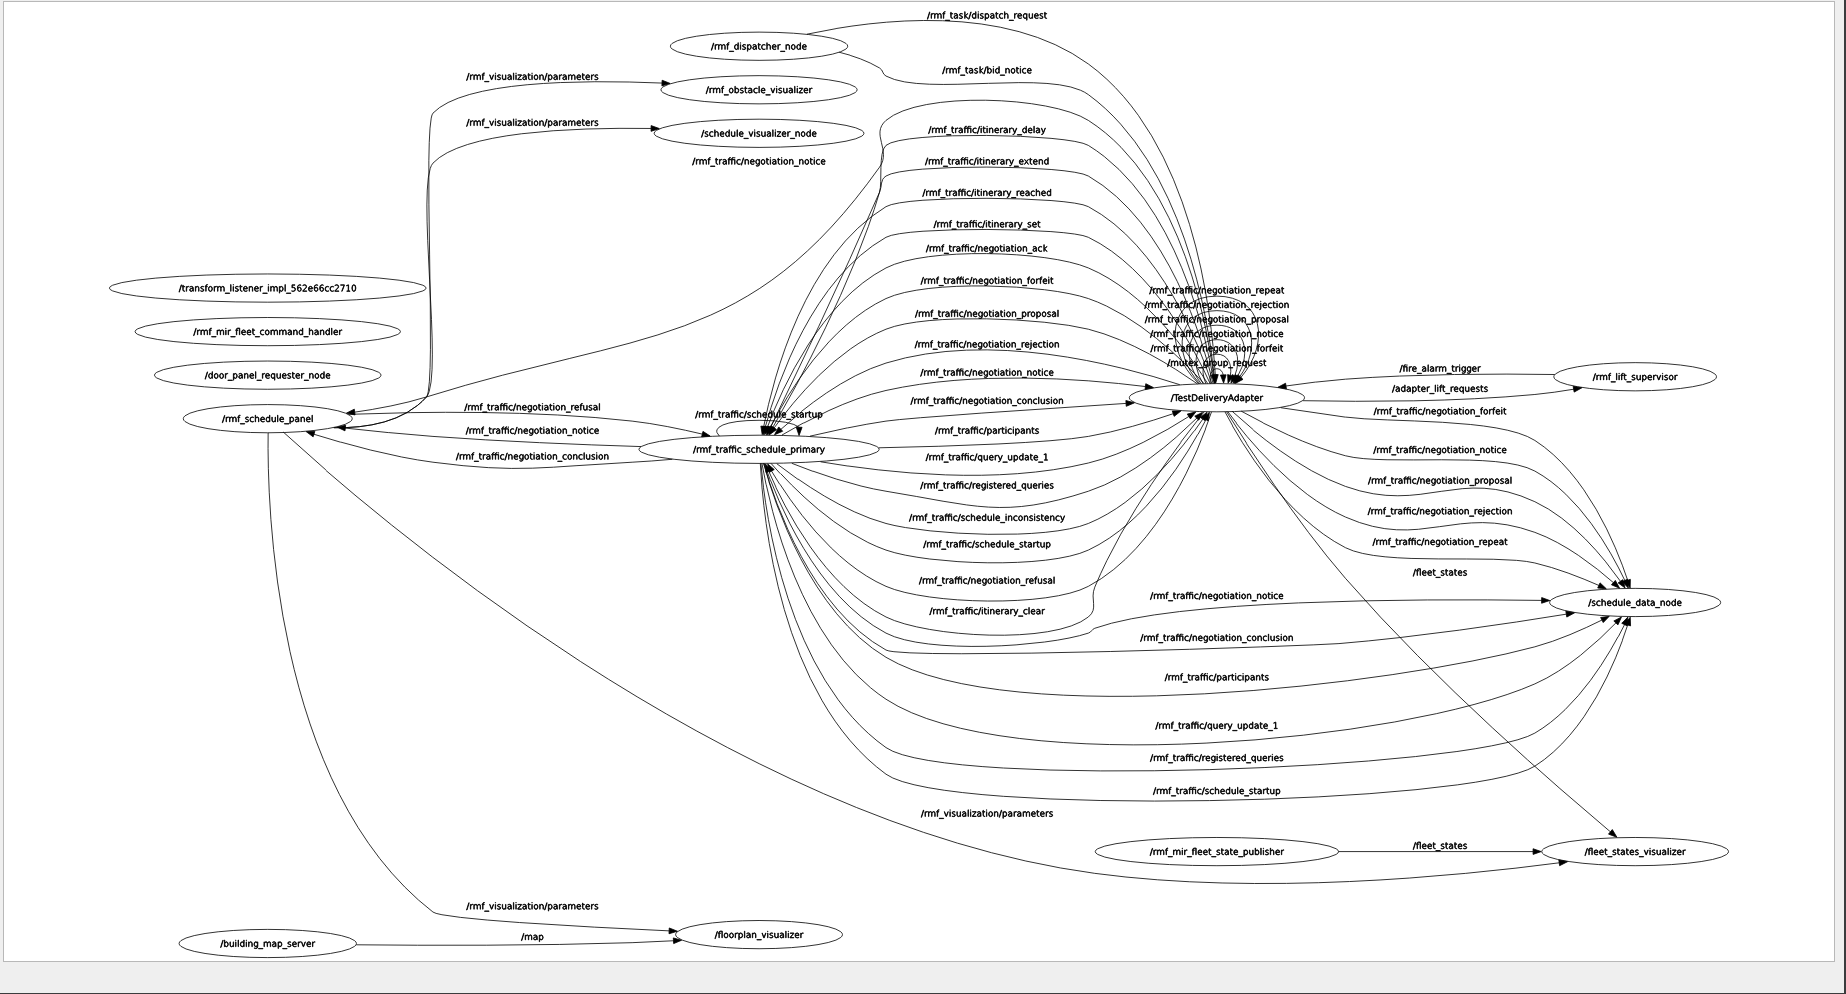 /rmf_task/dispatch_request
/rmf_dispatcher_node
/rmf_task/bid_notice
/rmf_visualization/parameters
/rmf_obstacle_visualizer
/rmf_visualization/parameters
/schedule_visualizer_node
/rmf_traffic/itinerary_delay
/rmf_traffic/negotiation_notice
/rmf_traffic/itinerary_extend
/rmf_traffic/itinerary_reached
/rmf_traffic/itinerary_set
/rmf_traffic/negotiation_ack
/rmf_traffic/negotiation_forfeit
/transform_listener_impl_562e66cc2710
/rmf_traffic/negotiation_repeat
/rmf_traffic/negotiation_rejection
/rmf_traffic/negotiation_proposal
/rmf_traffic/negotiation_proposal
/rmf_mir_fleet_command_handler
/rmf_traffic/negotiation_notice
/rmf_traffic/negotiation_rejection
/rmf_traffic/negotiation_forfeit
/mutex_group_request
/fire_alarm_trigger
/door_panel_requester_node
/rmf_traffic/negotiation_notice
/rmf_lift_supervisor
/adapter_lift_requests
/TestDeliveryAdapter
/rmf_traffic/negotiation_conclusion
/rmf_traffic/negotiation_refusal
/rmf_traffic/schedule_startup
/rmf_traffic/negotiation_forfeit
/rmf_schedule_panel
/rmf_traffic/negotiation_notice
/rmf_traffic/participants
/rmf_traffic_schedule_primary
/rmf_traffic/negotiation_notice
/rmf_traffic/negotiation_conclusion
/rmf_traffic/query_update_1
/rmf_traffic/negotiation_proposal
/rmf_traffic/registered_queries
/rmf_traffic/negotiation_rejection
/rmf_traffic/schedule_inconsistency
/rmf_traffic/schedule_startup
/rmf_traffic/negotiation_repeat
/fleet_states
/rmf_traffic/negotiation_refusal
/rmf_traffic/negotiation_notice
/schedule_data_node
/rmf_traffic/itinerary_clear
/rmf_traffic/negotiation_conclusion
/rmf_traffic/participants
/rmf_traffic/query_update_1
/rmf_traffic/registered_queries
/rmf_traffic/schedule_startup
/rmf_visualization/parameters
/rmf_mir_fleet_state_publisher
/fleet_states
/fleet_states_visualizer
/rmf_visualization/parameters
/building_map_server
/map
/floorplan_visualizer